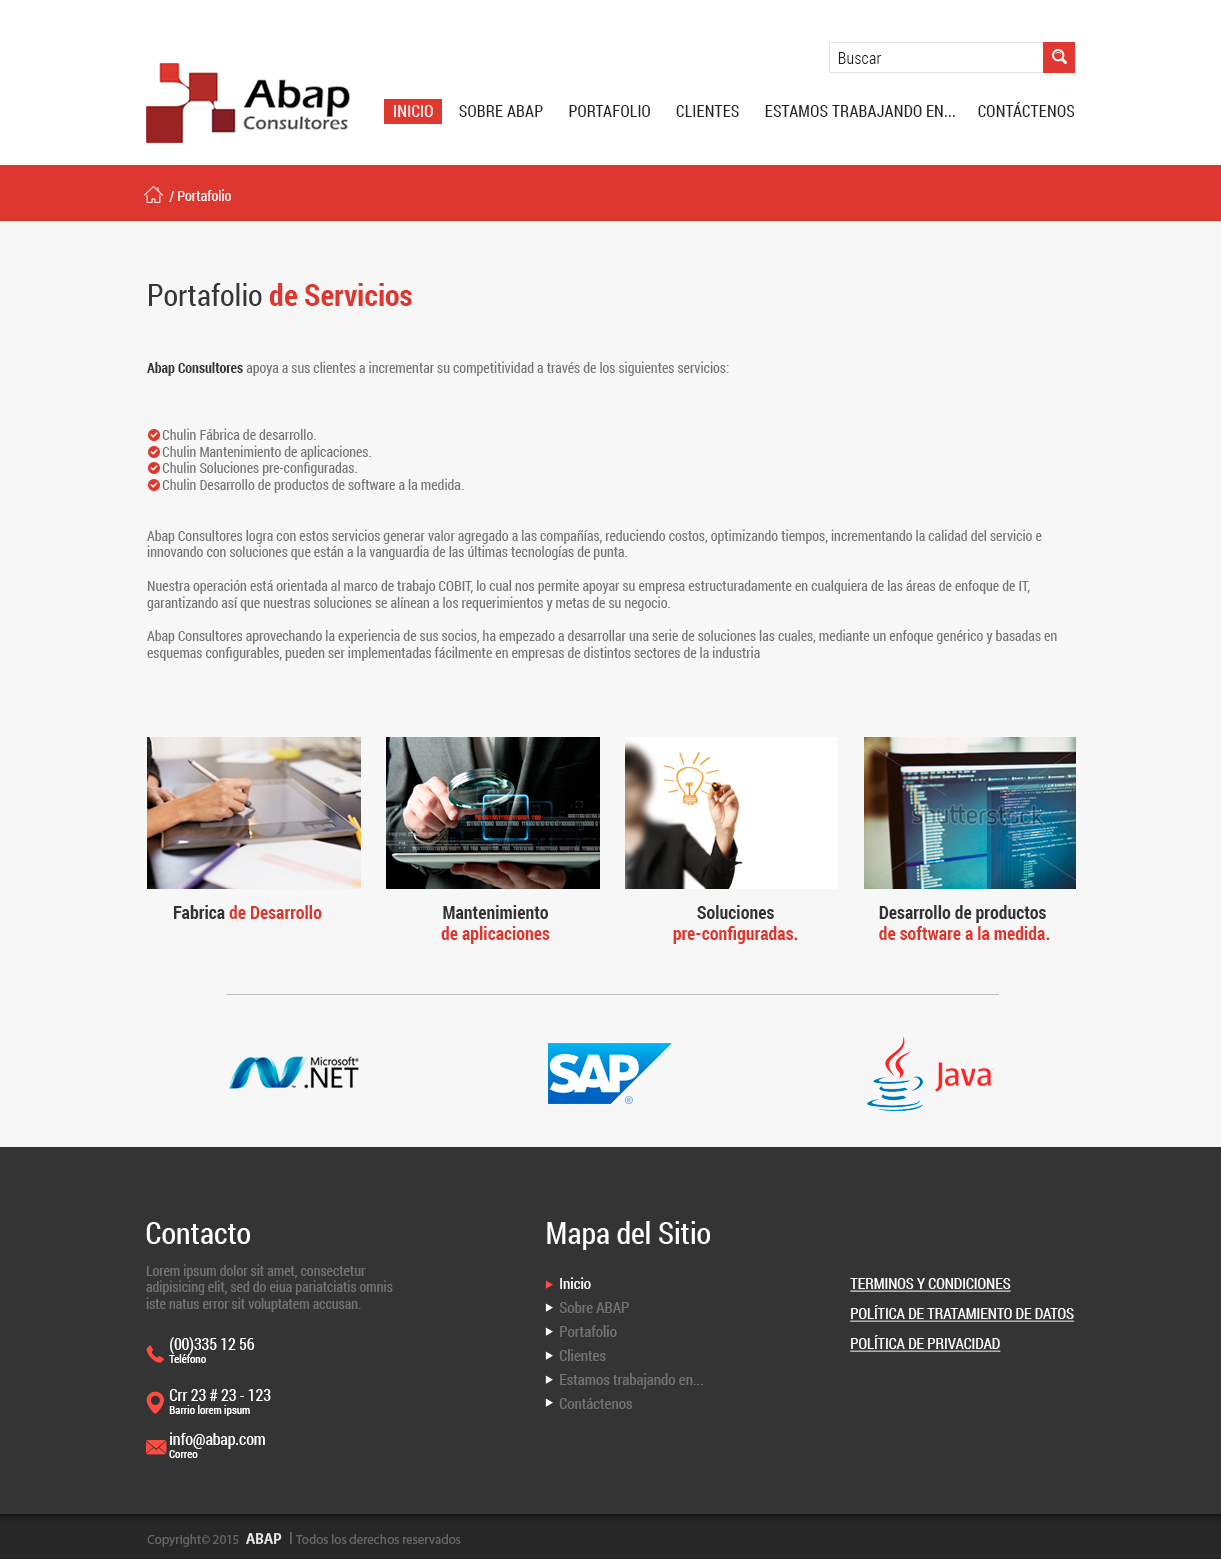 Buscar
Abap
Consultores
INICIO SOBRE ABAP PORTAFOLIO CLIENTES ESTAMOS TRABAJANDO EN... CONTÁCTENOS
/ Portafolio
Portafolio de Servicios
Abap Consultores apoya a sus clientes a incrementar su competitividad a través de los siguientes servicios:
Chulin Fábrica de desarrollo.
Chulin Mantenimiento de aplicaciones.
Chulin Soluciones pre-configuradas.
Chulin Desarrollo de productos de software a la medida.
Abap Consultores logra con estos servicios generar valor agregado a las compañías, reduciendo costos, optimizando tiempos, incrementando la calidad del servicio e
innovando con soluciones que están a la vanguardia de las últimas tecnologías de punta.
Nuestra operación está orientada al marco de trabajo COBIT, lo cual nos permite apoyar su empresa estructuradamente en cualquiera de las áreas de enfoque de IT,
garantizando así que nuestras soluciones se alínean a los requerimientos y metas de su negocio.
Abap Consultores aprovechando la experiencia de sus socios, ha empezado a desarrollar una serie de soluciones las cuales, mediante un enfoque genérico y basadas en
esquemas configurables, pueden ser implementadas fácilmente en empresas de distintos sectores de la industria
shutterstock
Fabrica de Desarrollo
Mantenimiento
de aplicaciones
Soluciones
pre-configuradas.
Desarrollo de productos
de software a la medida.
Microsoft®
.NET
SAP®
Java
Contacto
Lorem ipsum dolor sit amet, consectetur
adipisicing elit, sed do eiua pariatciatis omnis
iste natus error sit voluptatem accusan.
(00)335 12 56
Teléfono
Crr 23 # 23 - 123
Barrio lorem ipsum
info@abap.com
Correo
Mapa del Sitio
Inicio
Sobre ABAP
Portafolio
Clientes
Estamos trabajando en...
Contáctenos
TERMINOS Y CONDICIONES
POLÍTICA DE TRATAMIENTO DE DATOS
POLÍTICA DE PRIVACIDAD
Copyright© 2015 ABAP | Todos los derechos reservados